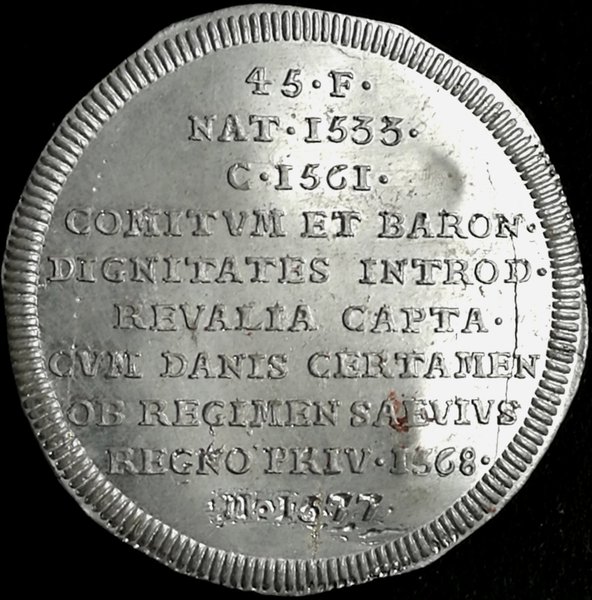 45·F·
NAT·1533·
C·1561·
COMITVM ET BARON·
DIGNITATES INTROD·
REVALIA CAPTA·
CVM DANIS CERTAMEN
OB REGIMEN SAEVIVS
REGNO PRIV·1568·
1577·